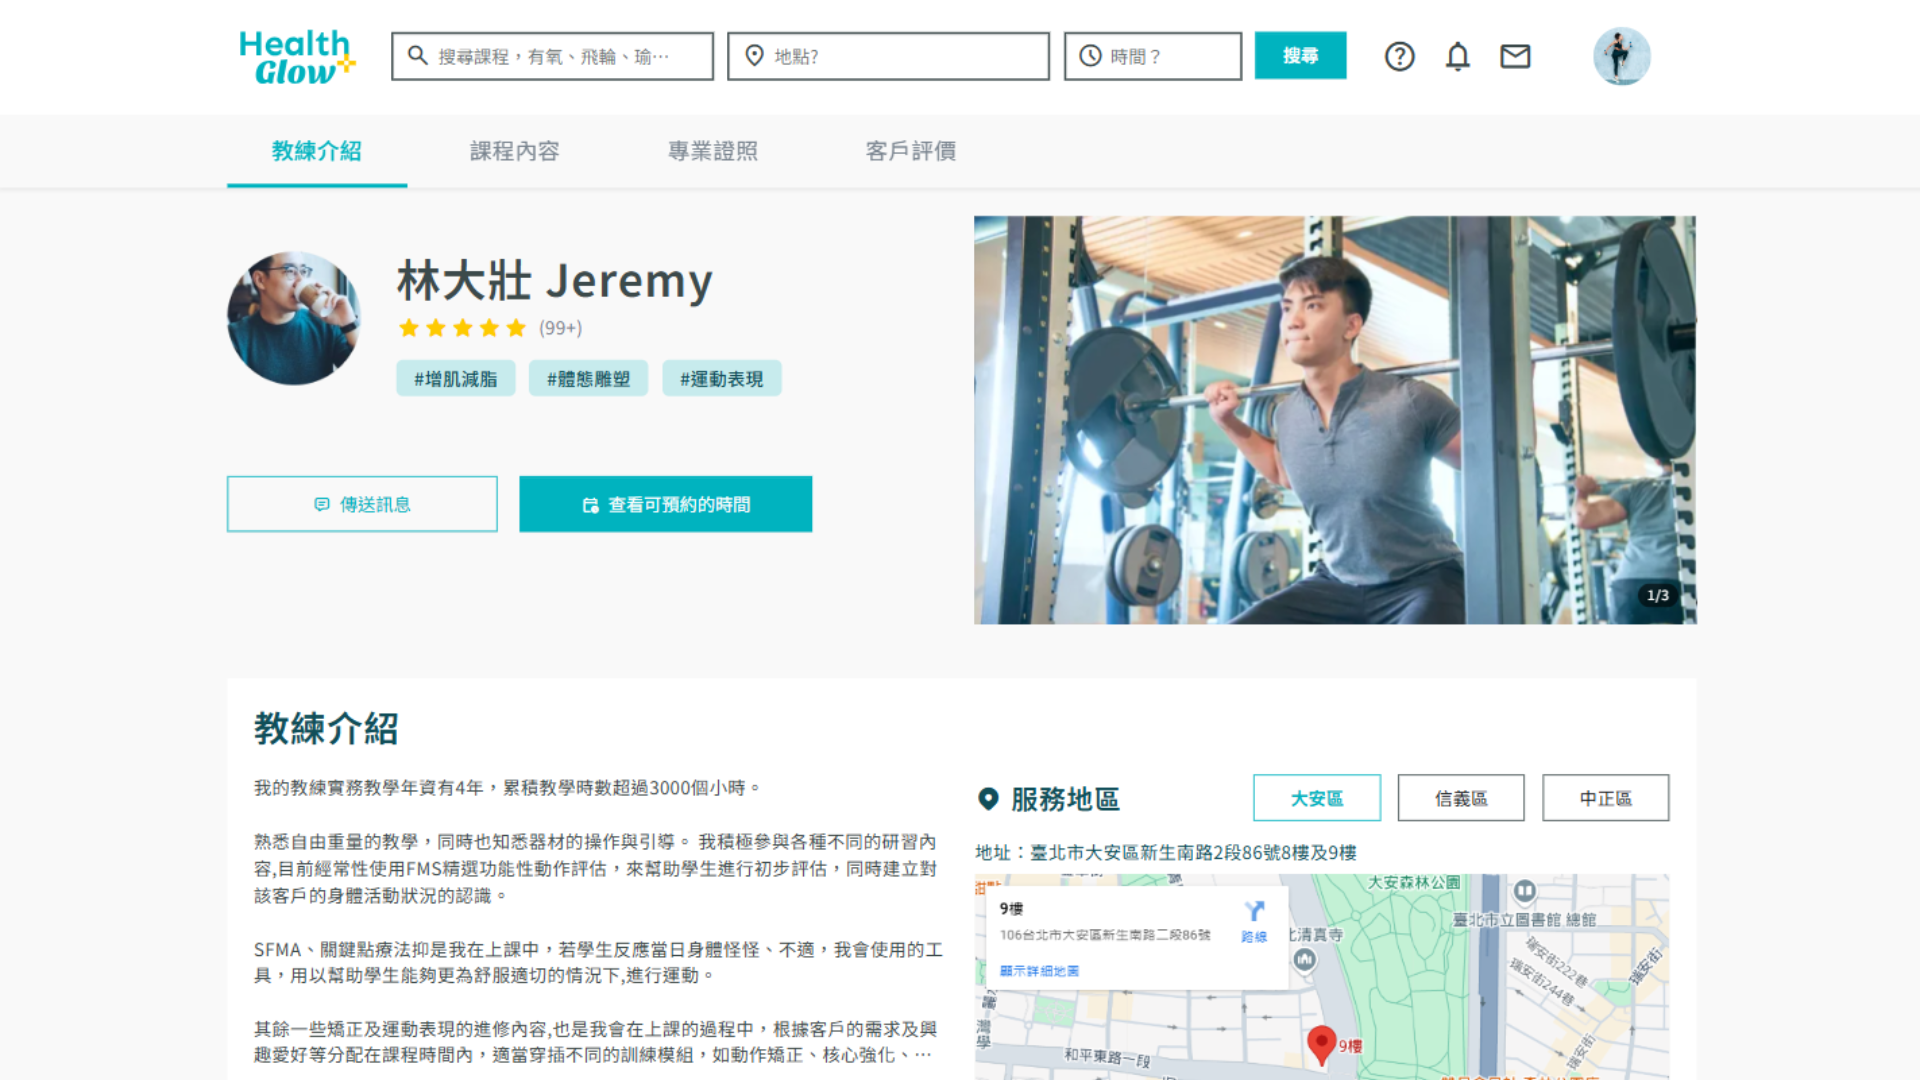 Health
Glow
搜尋課程，有氧、飛輪、瑜…
地點?
時間？
搜尋
教練介紹
課程內容
專業證照
客戶評價
林大壯 Jeremy
(99+)
#增肌減脂
#體態雕塑
#運動表現
傳送訊息
查看可預約的時間
1/3
教練介紹
我的教練實務教學年資有4年，累積教學時數超過3000個小時。
熟悉自由重量的教學，同時也知悉器材的操作與引導。 我積極參與各種不同的研習內
容,目前經常性使用FMS精選功能性動作評估，來幫助學生進行初步評估，同時建立對
該客戶的身體活動狀況的認識。
SFMA、關鍵點療法抑是我在上課中，若學生反應當日身體怪怪、不適，我會使用的工
具，用以幫助學生能夠更為舒服適切的情況下,進行運動。
其餘一些矯正及運動表現的進修內容,也是我會在上課的過程中，根據客戶的需求及興
趣愛好等分配在課程時間內，適當穿插不同的訓練模組，如動作矯正、核心強化、…
服務地區
大安區
信義區
中正區
地址：臺北市大安區新生南路2段86號8樓及9樓
9樓
106台北市大安區新生南路二段86號
路線
顯示詳細地圖
大安森林公園
臺北市立圖書館 總館
北清真寺
瑞安街222巷
瑞安街244巷
瑞安街
瑞安街
9樓
和平東路一段